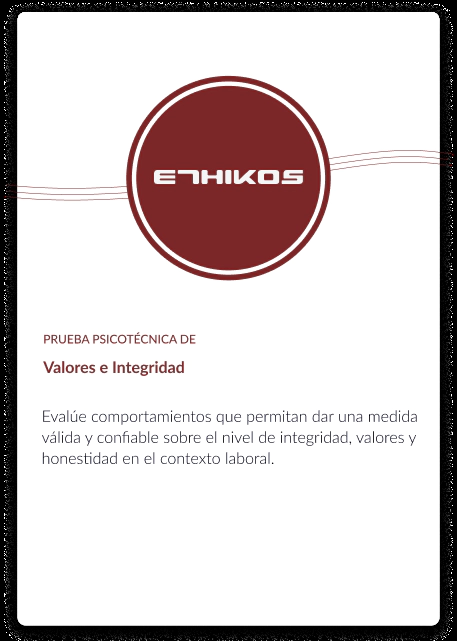 ETHIKOS
PRUEBA PSICOTÉCNICA DE
Valores e Integridad
Evalúe comportamientos que permitan dar una medida
válida y confiable sobre el nivel de integridad, valores y
honestidad en el contexto laboral.